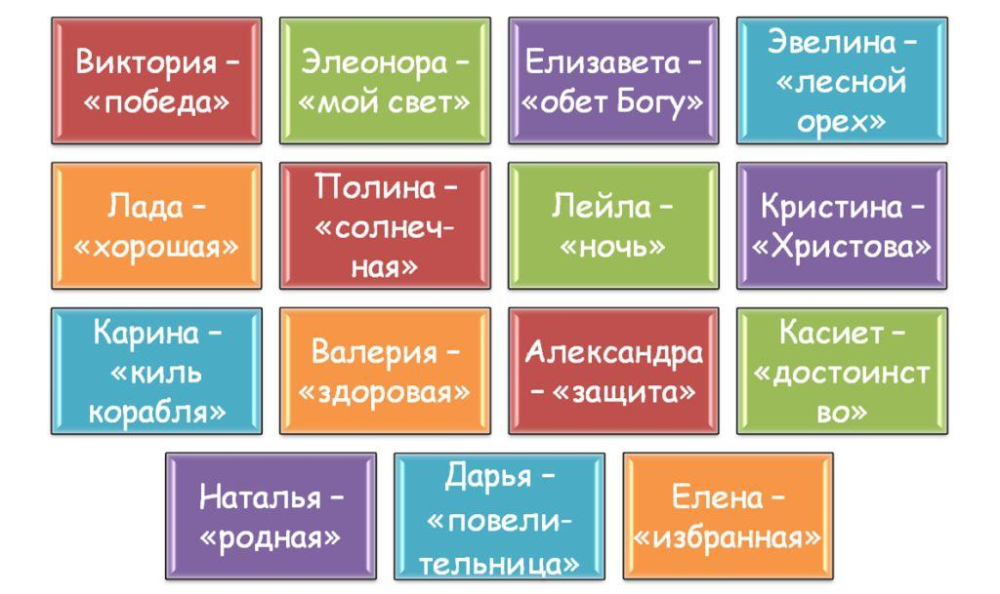 Виктория –
«победа»
Элеонора –
«мой свет»
Елизавета –
«обет Богу»
Эвелина –
«лесной
орех»
Лада –
«хорошая»
Полина –
«солнеч-
ная»
Лейла –
«ночь»
Кристина –
«Христова»
Карина –
«киль
корабля»
Валерия –
«здоровая»
Александра
– «защита»
Касиет –
«достоинст
во»
Наталья –
«родная»
Дарья –
«повели-
тельница»
Елена –
«избранная»